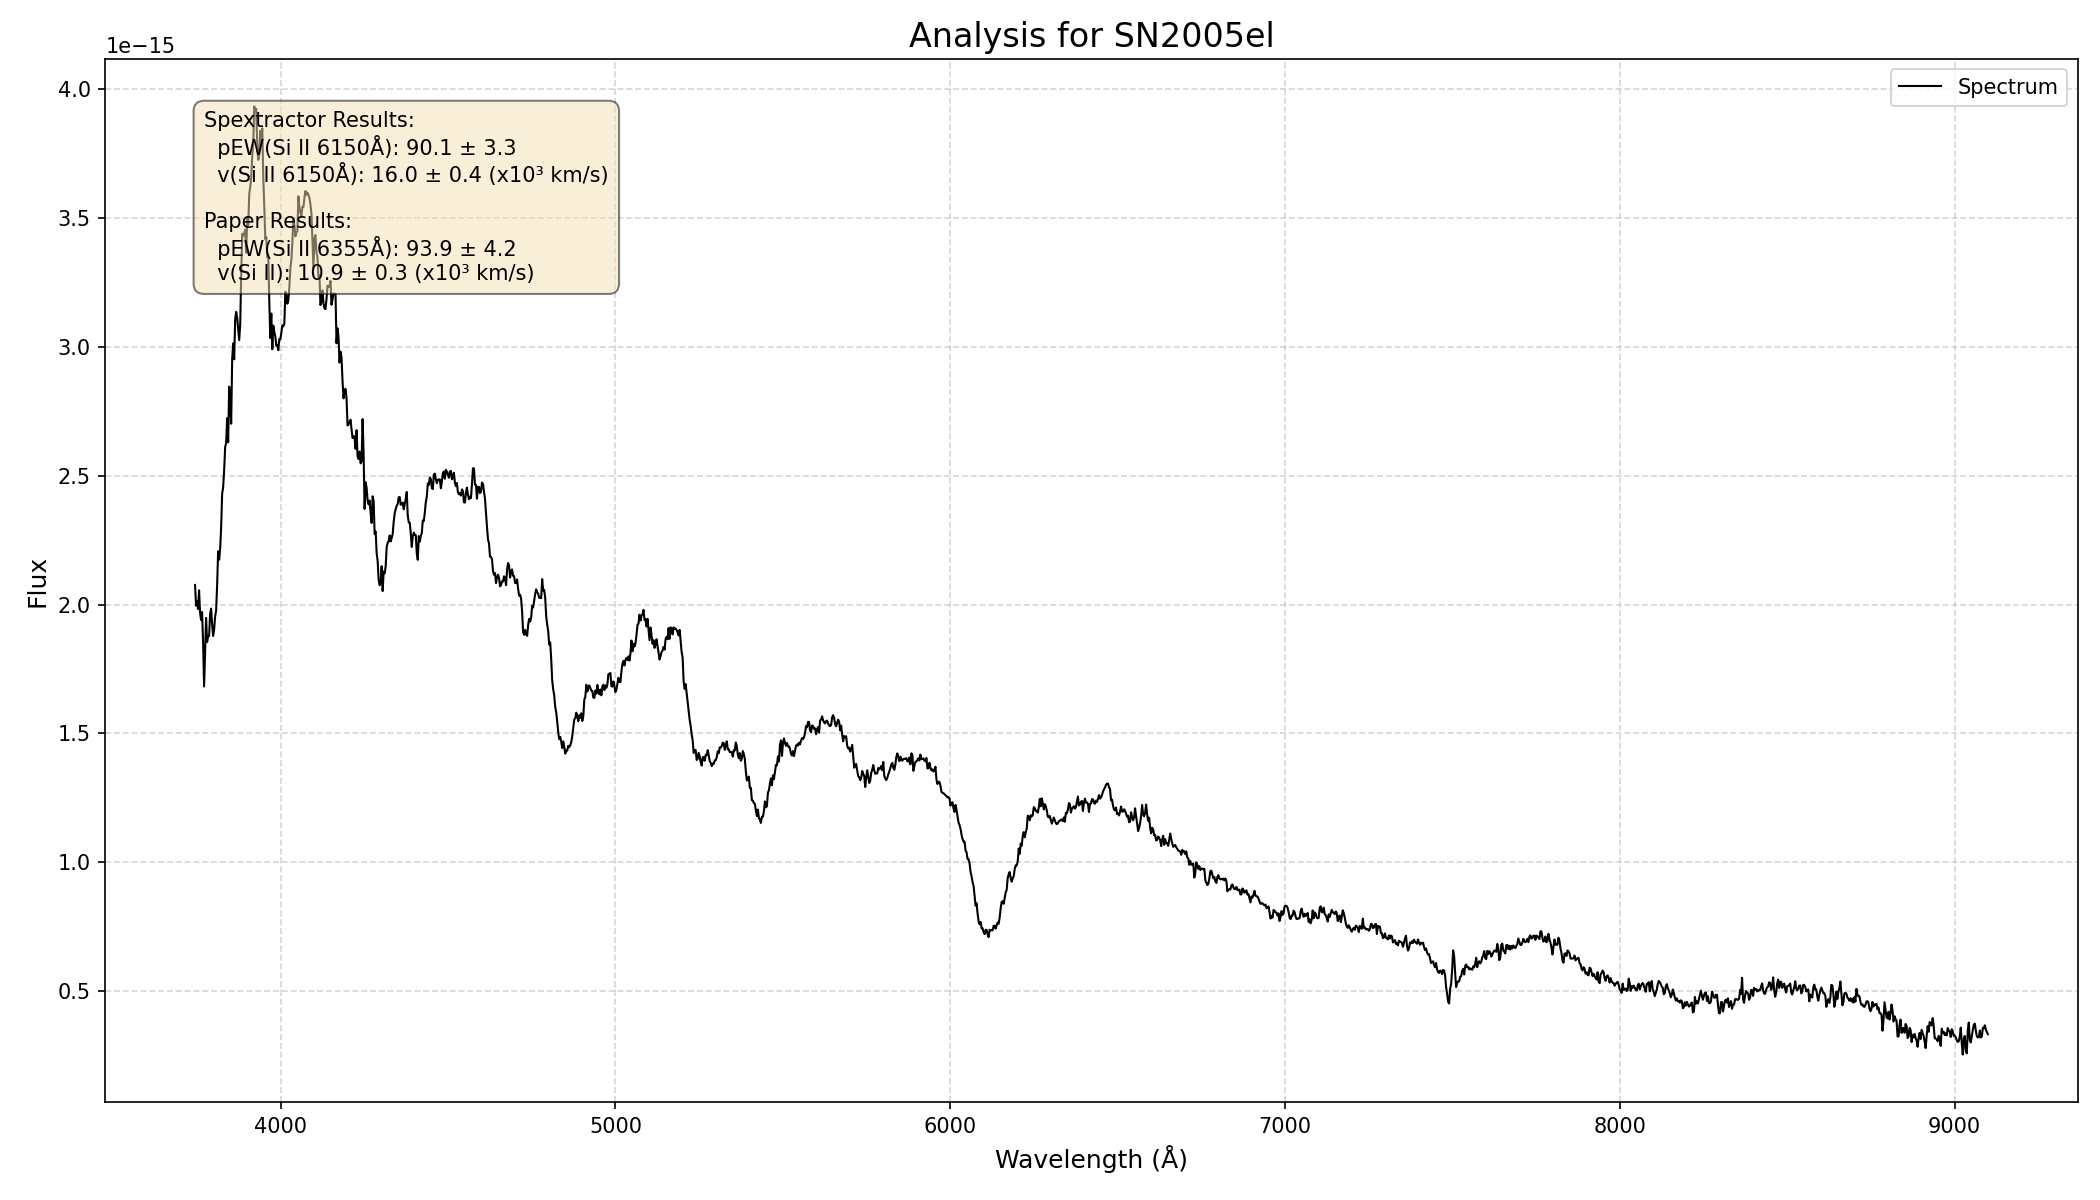 Analysis for SN2005el
1e−15
Spectrum
Spextractor Results:
pEW(Si II 6150Å): 90.1 ± 3.3
v(Si II 6150Å): 16.0 ± 0.4 (x10³ km/s)
Paper Results:
pEW(Si II 6355Å): 93.9 ± 4.2
v(Si II): 10.9 ± 0.3 (x10³ km/s)
4.0
3.5
3.0
2.5
2.0
1.5
1.0
0.5
Flux
4000 5000 6000 7000 8000 9000
Wavelength (Å)